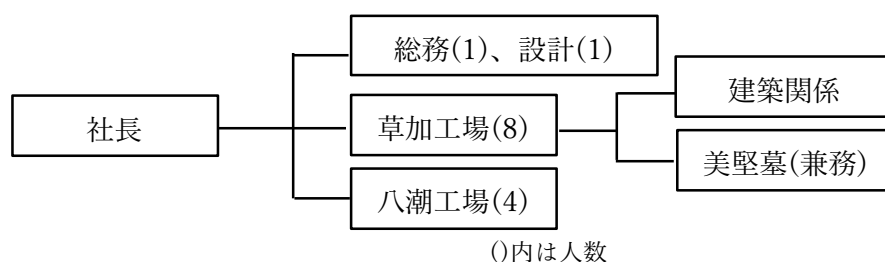 総務(1)、設計(1)
建築関係
社長
草加工場(8)
美堅墓(兼務)
八潮工場(4)
()内は人数